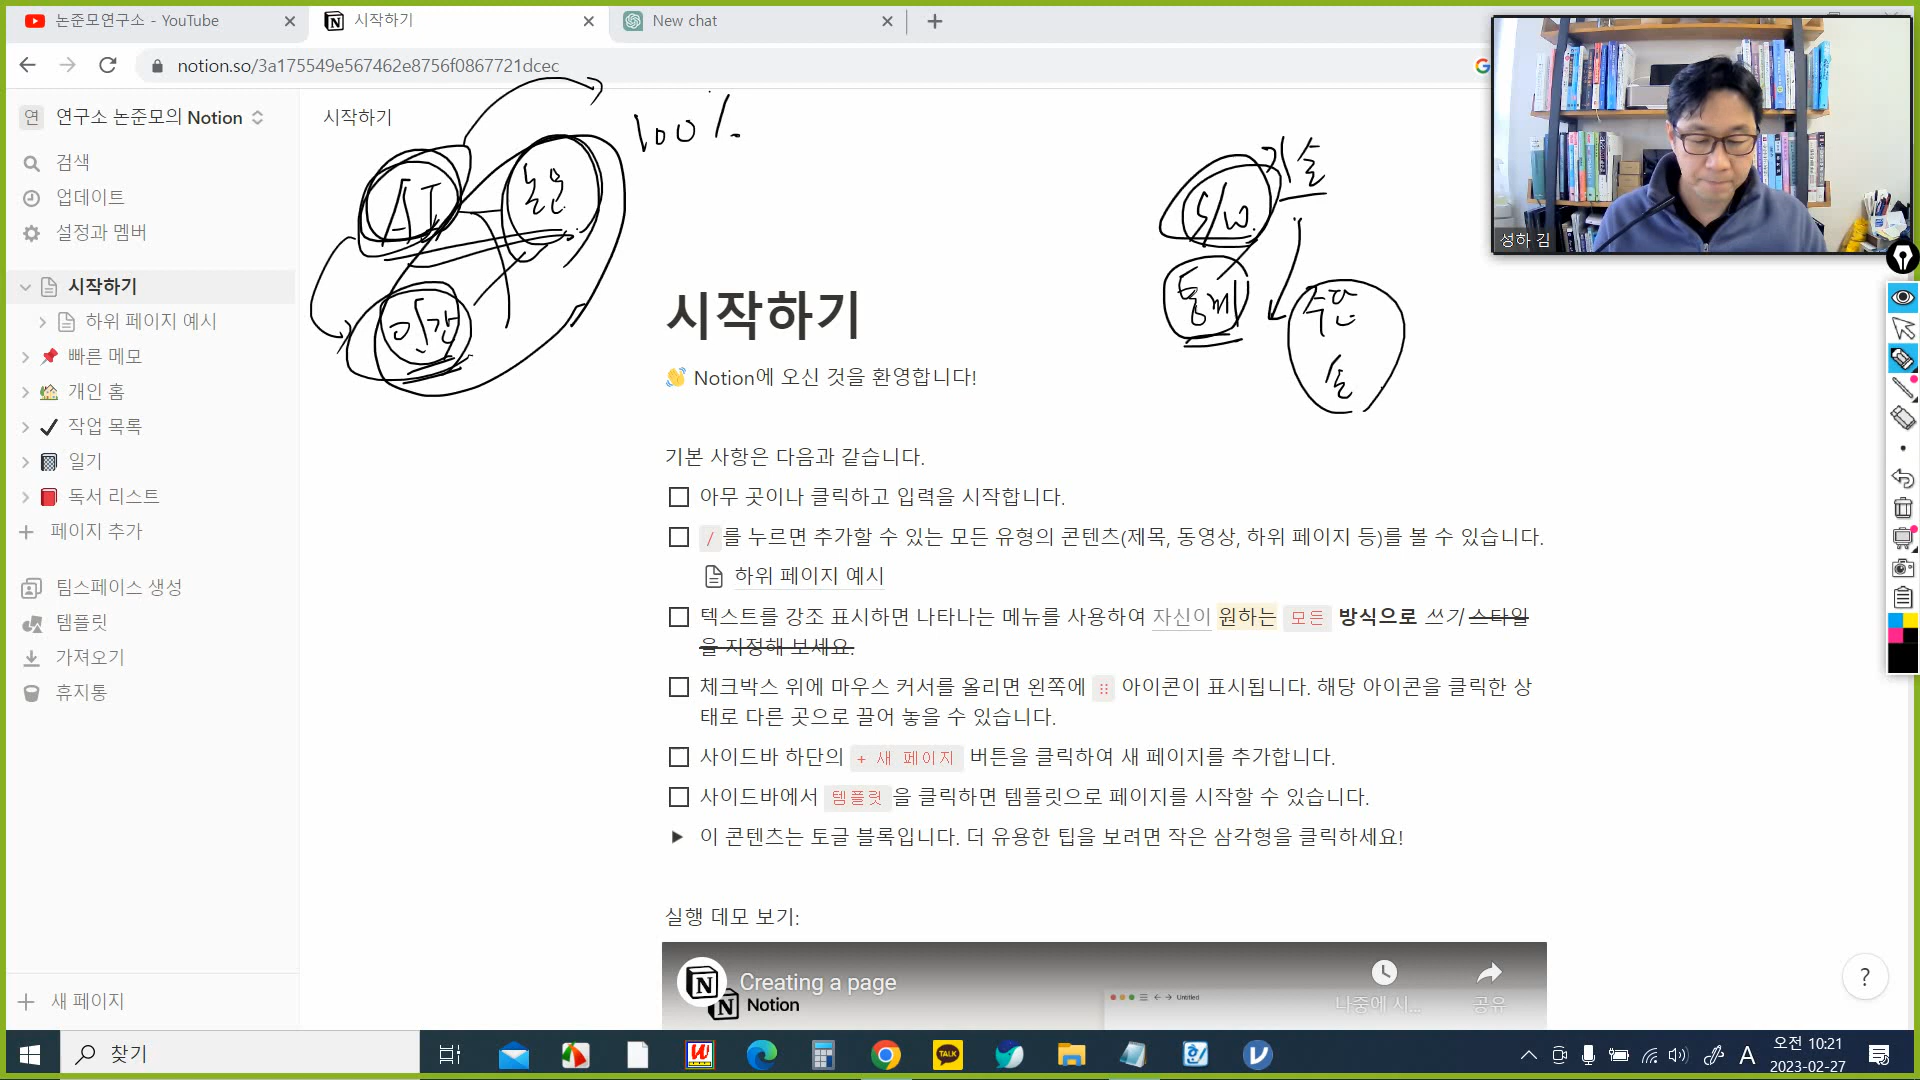 논준모연구소 - YouTube
시작하기
New chat
notion.so/3a175549e567462e8756f0867721dcec
연 연구소 논준모의 Notion
시작하기
검색
업데이트
설정과 멤버
시작하기
하위 페이지 예시
빠른 메모
개인 홈
작업 목록
일기
독서 리스트
페이지 추가
팀스페이스 생성
템플릿
가져오기
휴지통
새 페이지
AI
논문
인간
100%
S/W
기술
통계
수단
술
성하 김
시작하기
👋 Notion에 오신 것을 환영합니다!
기본 사항은 다음과 같습니다.
아무 곳이나 클릭하고 입력을 시작합니다.
/를 누르면 추가할 수 있는 모든 유형의 콘텐츠(제목, 동영상, 하위 페이지 등)를 볼 수 있습니다.
하위 페이지 예시
텍스트를 강조 표시하면 나타나는 메뉴를 사용하여 자신이 원하는 모든 방식으로 쓰기 스타일
을 지정해 보세요.
체크박스 위에 마우스 커서를 올리면 왼쪽에 ⠿ 아이콘이 표시됩니다. 해당 아이콘을 클릭한 상
태로 다른 곳으로 끌어 놓을 수 있습니다.
사이드바 하단의 + 새 페이지 버튼을 클릭하여 새 페이지를 추가합니다.
사이드바에서 템플릿을 클릭하면 템플릿으로 페이지를 시작할 수 있습니다.
이 콘텐츠는 토글 블록입니다. 더 유용한 팁을 보려면 작은 삼각형을 클릭하세요!
실행 데모 보기:
Creating a page
Notion
Untitled
나중에 시...
공유
?
찾기
TALK
A
오전 10:21
2023-02-27